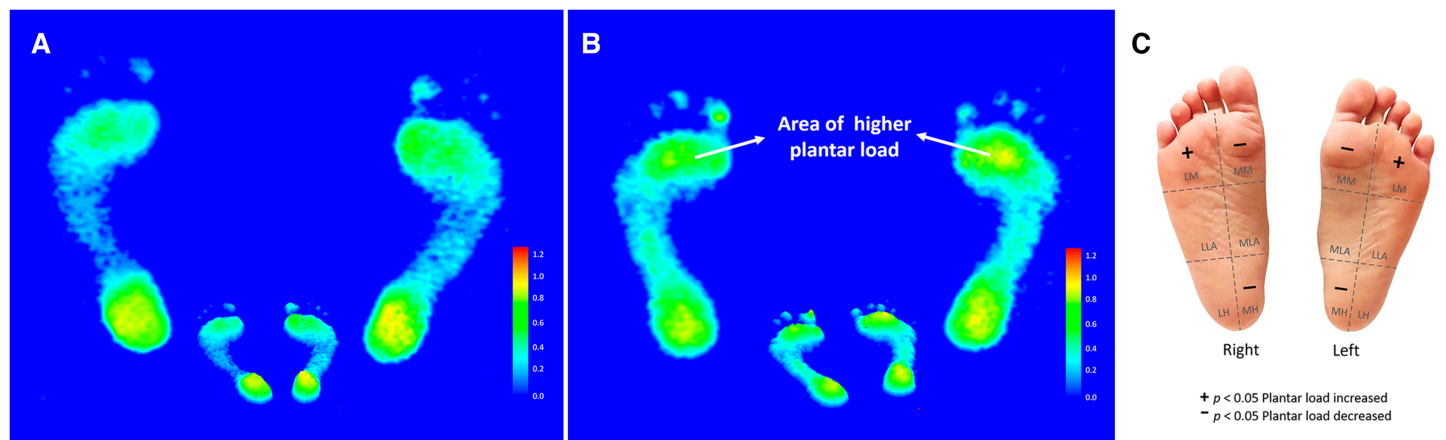 A
1.2
1.0
0.8
0.6
0.4
0.2
0.0
B
Area of higher
plantar load
1.2
1.0
0.8
0.6
0.4
0.2
0.0
C
+ − − +
LM MM MM LM
LLA MLA MLA LLA
− −
LH MH MH LH
Right Left
+ p < 0.05 Plantar load increased
− p < 0.05 Plantar load decreased